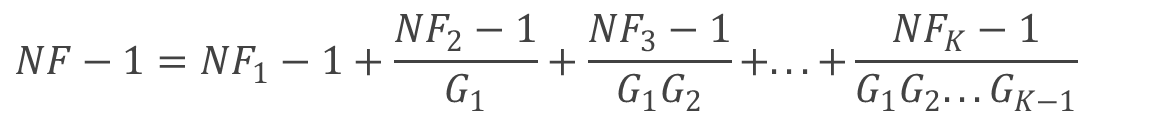 NF − 1 = NF₁ − 1 + (NF₂ − 1)/G₁ + (NF₃ − 1)/(G₁G₂) +...+ (NF_K − 1)/(G₁G₂...G_{K−1})